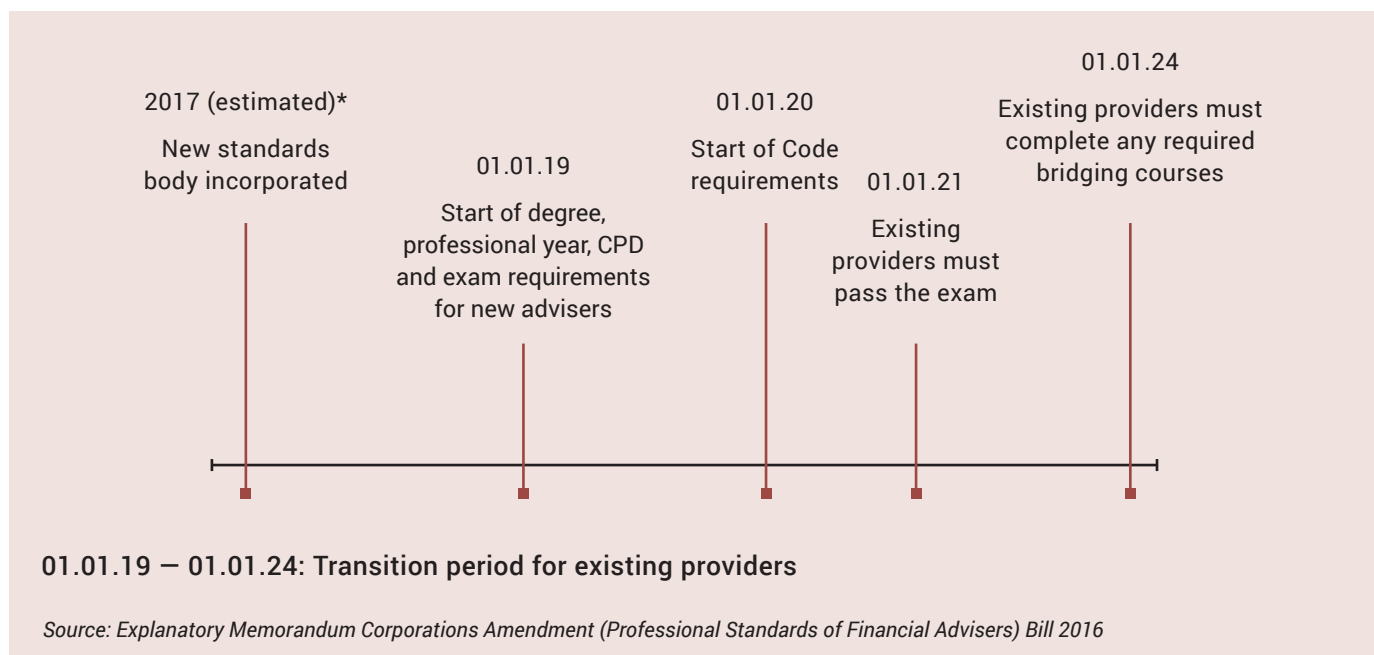 2017 (estimated)*
New standards
body incorporated
01.01.19
Start of degree,
professional year, CPD
and exam requirements
for new advisers
01.01.20
Start of Code
requirements
01.01.21
Existing
providers must
pass the exam
01.01.24
Existing providers must
complete any required
bridging courses
01.01.19 — 01.01.24: Transition period for existing providers
Source: Explanatory Memorandum Corporations Amendment (Professional Standards of Financial Advisers) Bill 2016